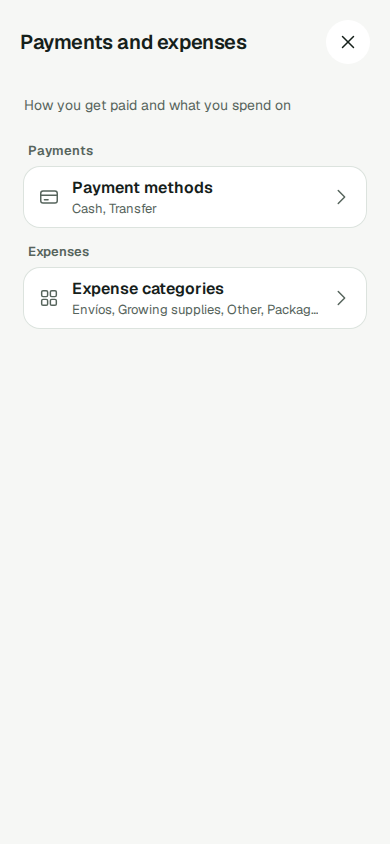 Payments and expenses
How you get paid and what you spend on
Payments
Payment methods
Cash, Transfer
Expenses
Expense categories
Envíos, Growing supplies, Other, Packag…